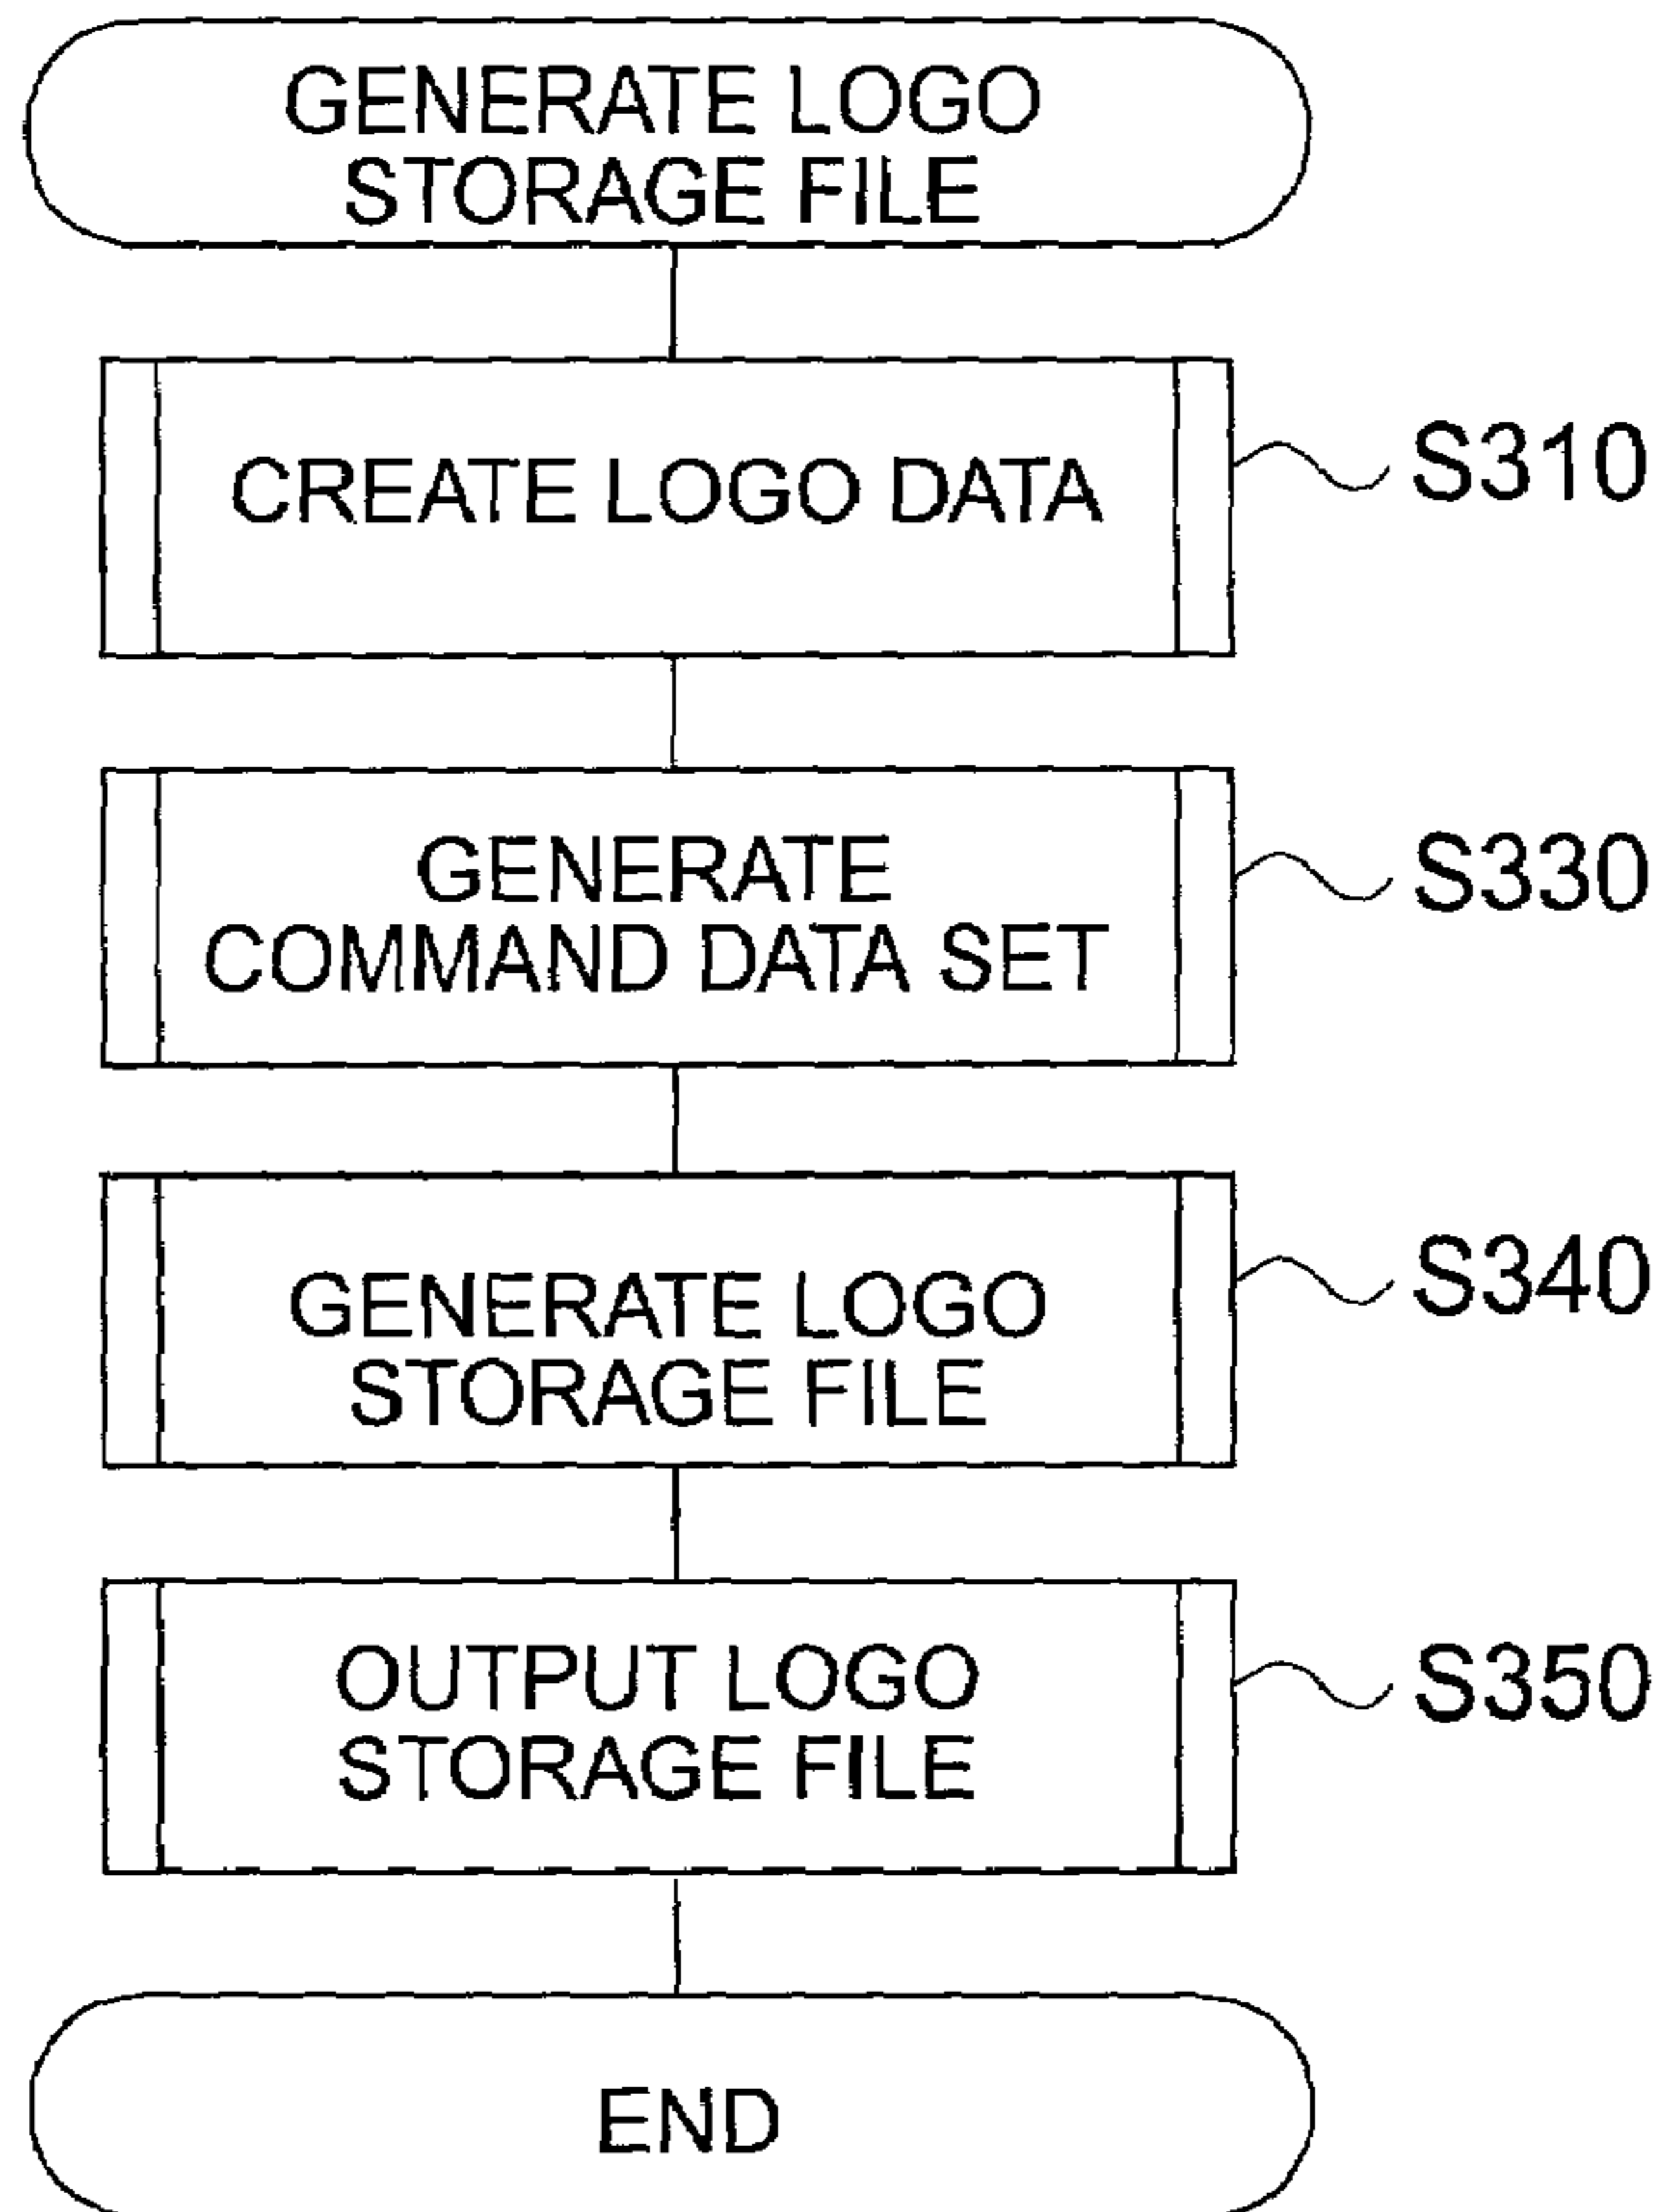 GENERATE LOGO
STORAGE FILE
CREATE LOGO DATA
S310
GENERATE
COMMAND DATA SET
S330
GENERATE LOGO
STORAGE FILE
S340
OUTPUT LOGO
STORAGE FILE
S350
END